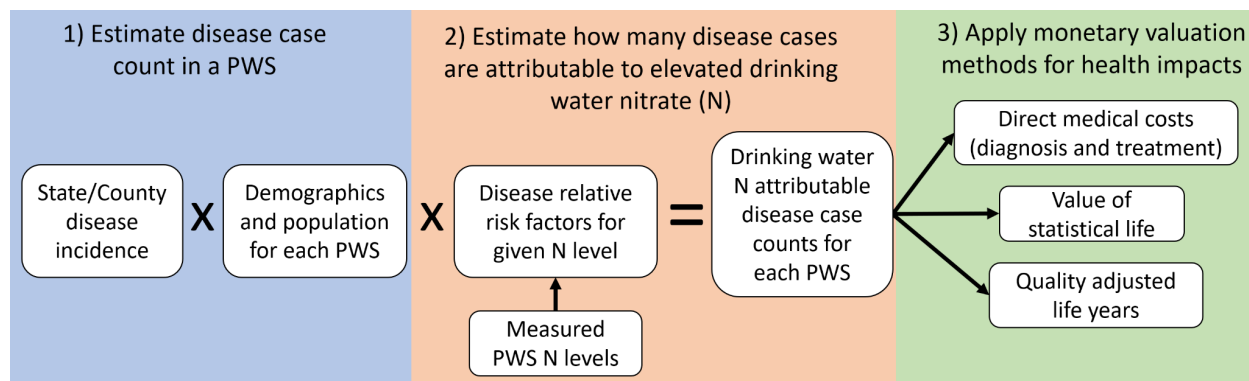 1) Estimate disease case
count in a PWS
2) Estimate how many disease cases
are attributable to elevated drinking
water nitrate (N)
3) Apply monetary valuation
methods for health impacts
State/County
disease
incidence
X
Demographics
and population
for each PWS
X
Disease relative
risk factors for
given N level
=
Drinking water
N attributable
disease case
counts for
each PWS
Measured
PWS N levels
Direct medical costs
(diagnosis and treatment)
Value of
statistical life
Quality adjusted
life years